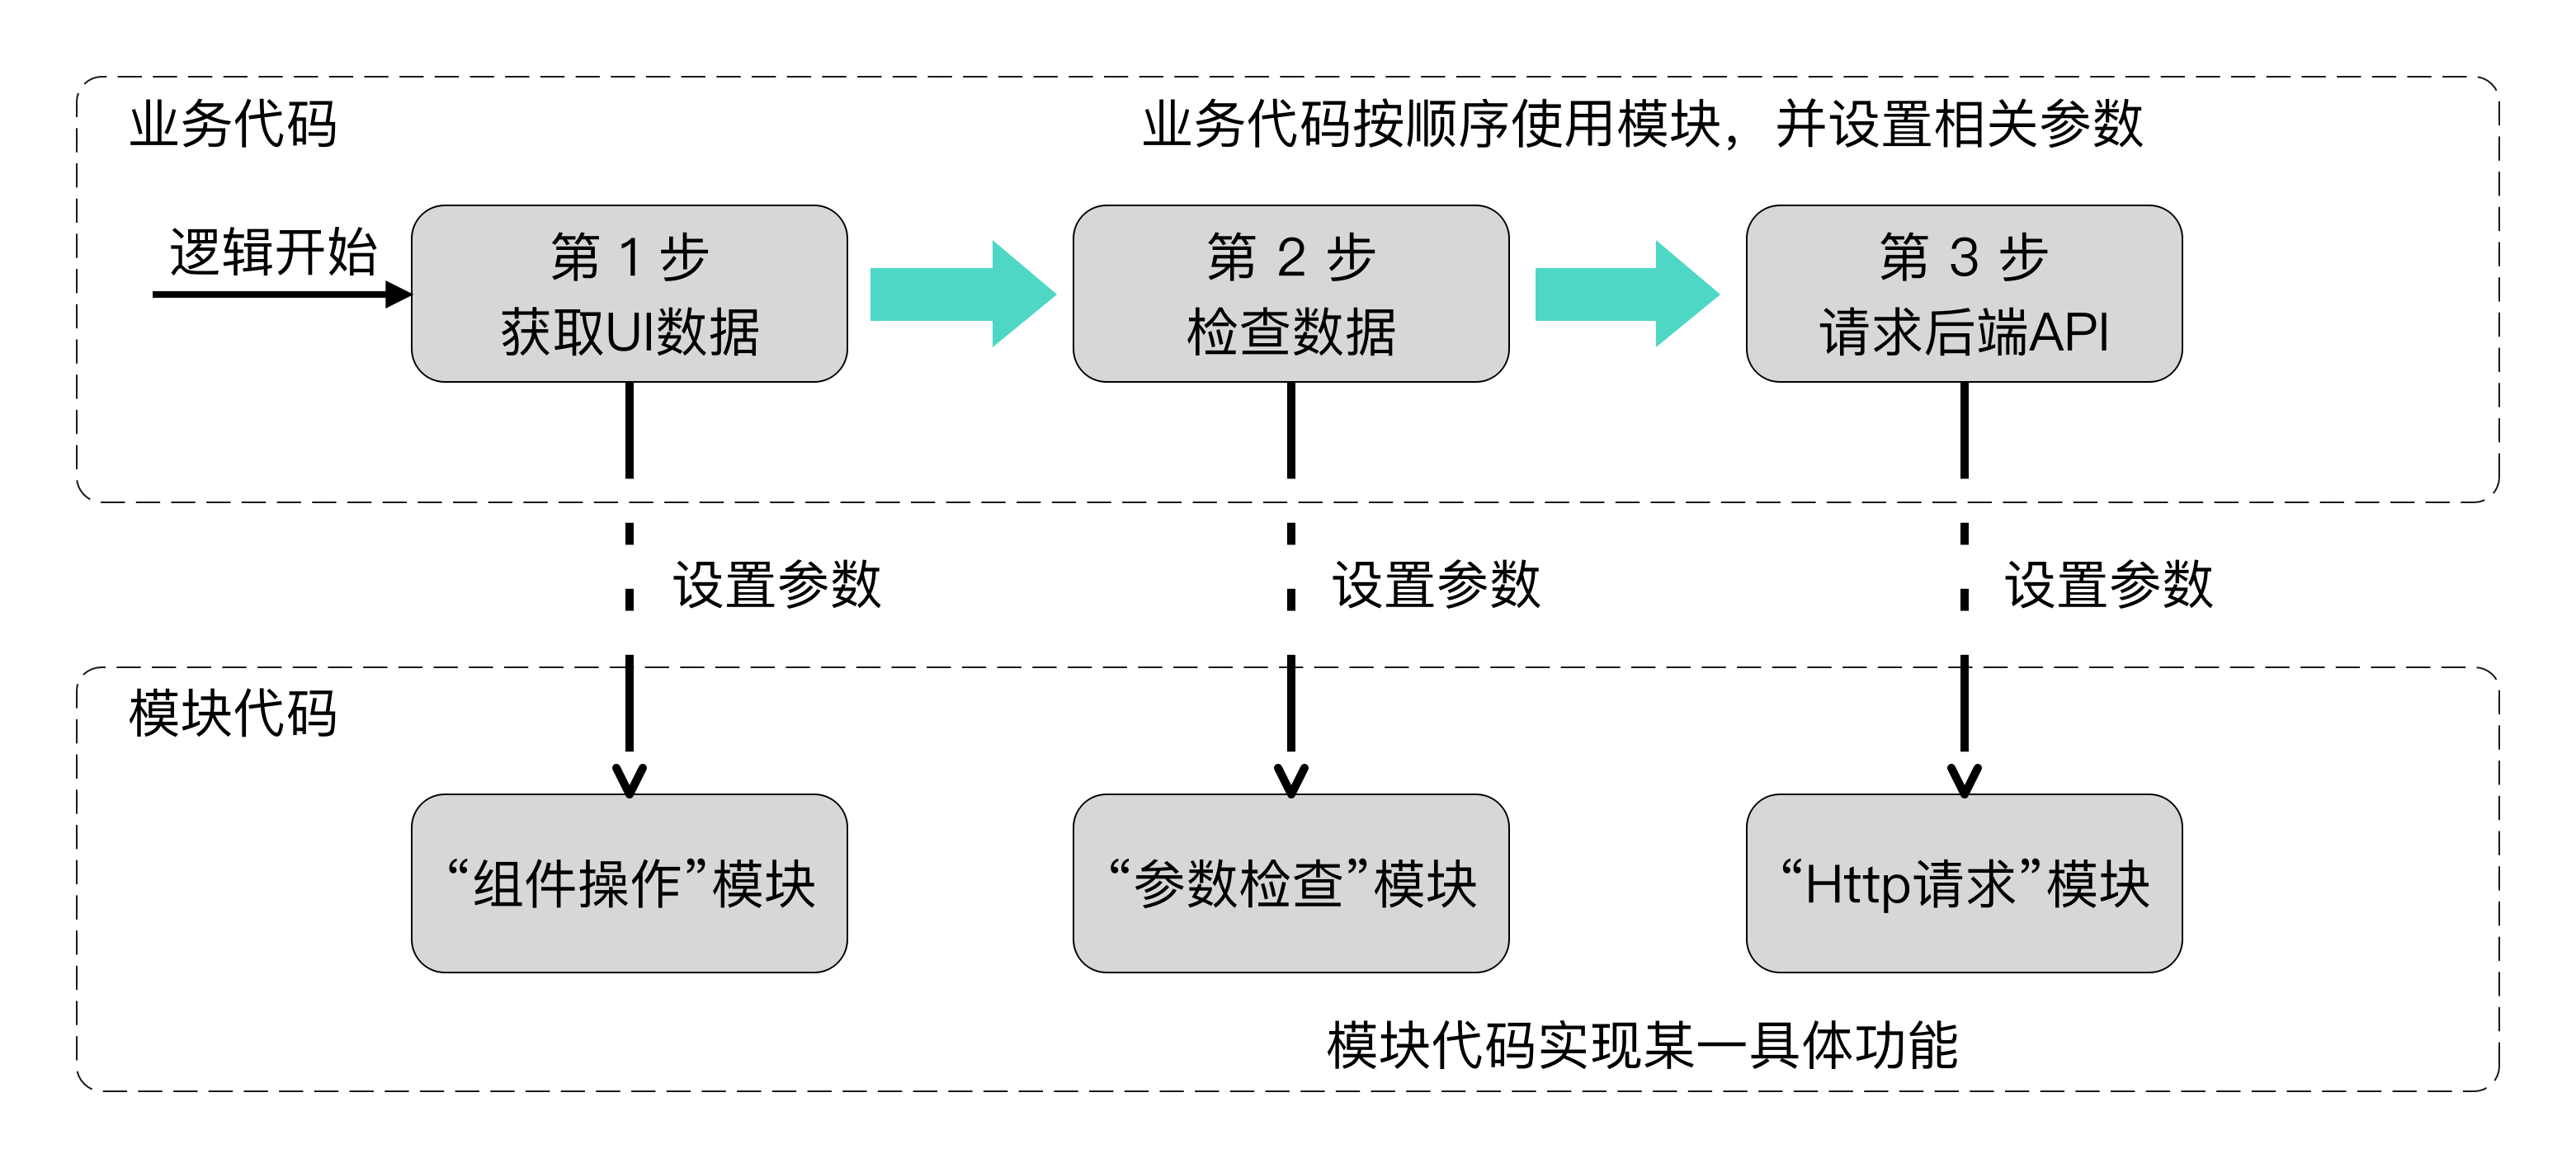 业务代码
业务代码按顺序使用模块，并设置相关参数
逻辑开始
第 1 步
获取UI数据
第 2 步
检查数据
第 3 步
请求后端API
设置参数
设置参数
设置参数
模块代码
“组件操作”模块
“参数检查”模块
“Http请求”模块
模块代码实现某一具体功能